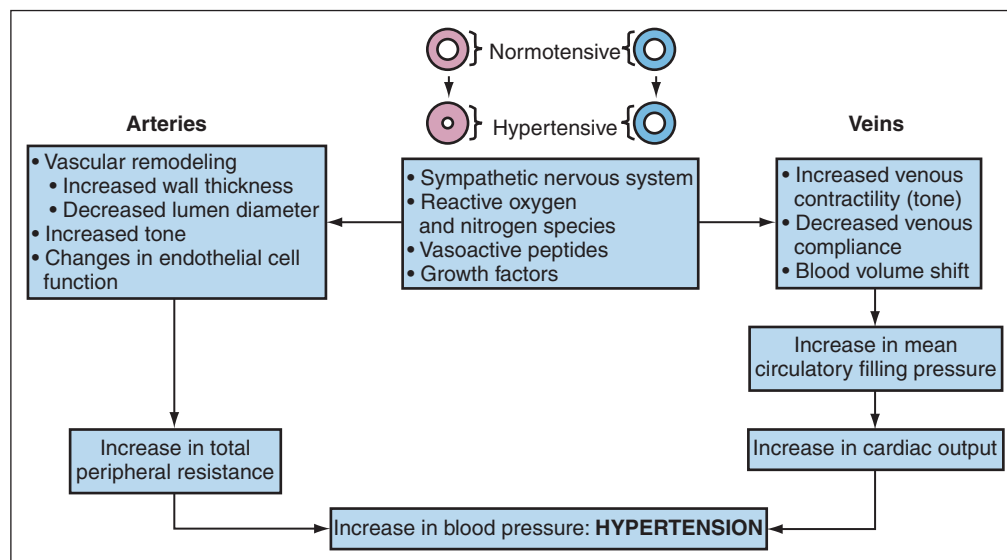 Normotensive
Hypertensive
Arteries
• Vascular remodeling
• Increased wall thickness
• Decreased lumen diameter
• Increased tone
• Changes in endothelial cell
function
• Sympathetic nervous system
• Reactive oxygen
and nitrogen species
• Vasoactive peptides
• Growth factors
Veins
• Increased venous
contractility (tone)
• Decreased venous
compliance
• Blood volume shift
Increase in mean
circulatory filling pressure
Increase in total
peripheral resistance
Increase in cardiac output
Increase in blood pressure: HYPERTENSION